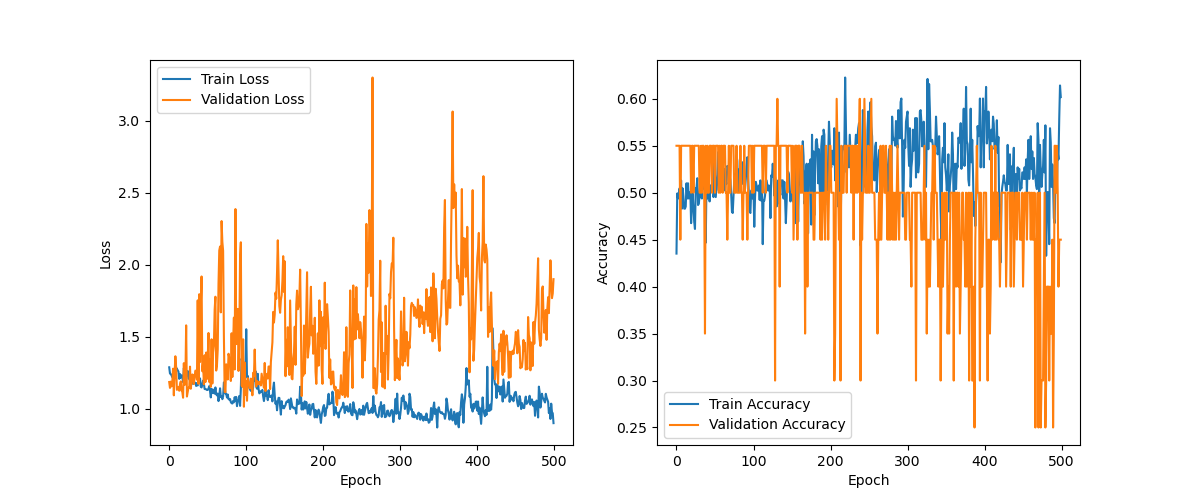 Train Loss
Validation Loss
3.0
2.5
2.0
1.5
1.0
Loss
0 100 200 300 400 500
Epoch
0.60
0.55
0.50
0.45
0.40
0.35
0.30
0.25
Accuracy
Train Accuracy
Validation Accuracy
0 100 200 300 400 500
Epoch